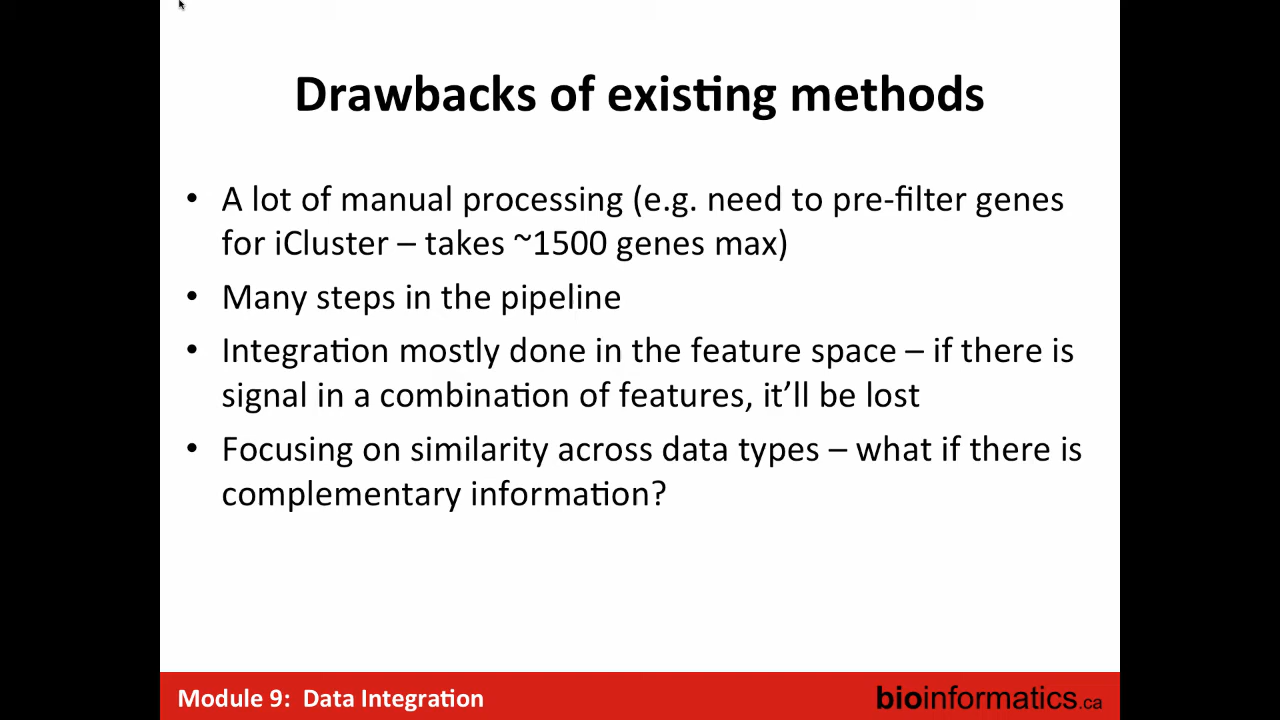 Drawbacks of existing methods
• A lot of manual processing (e.g. need to pre-filter genes
for iCluster – takes ~1500 genes max)
• Many steps in the pipeline
• Integration mostly done in the feature space – if there is
signal in a combination of features, it’ll be lost
• Focusing on similarity across data types – what if there is
complementary information?
Module 9: Data Integration
bioinformatics.ca